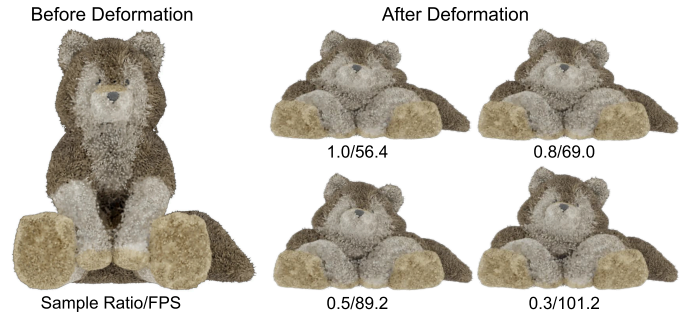 Before Deformation
After Deformation
1.0/56.4
0.8/69.0
Sample Ratio/FPS
0.5/89.2
0.3/101.2